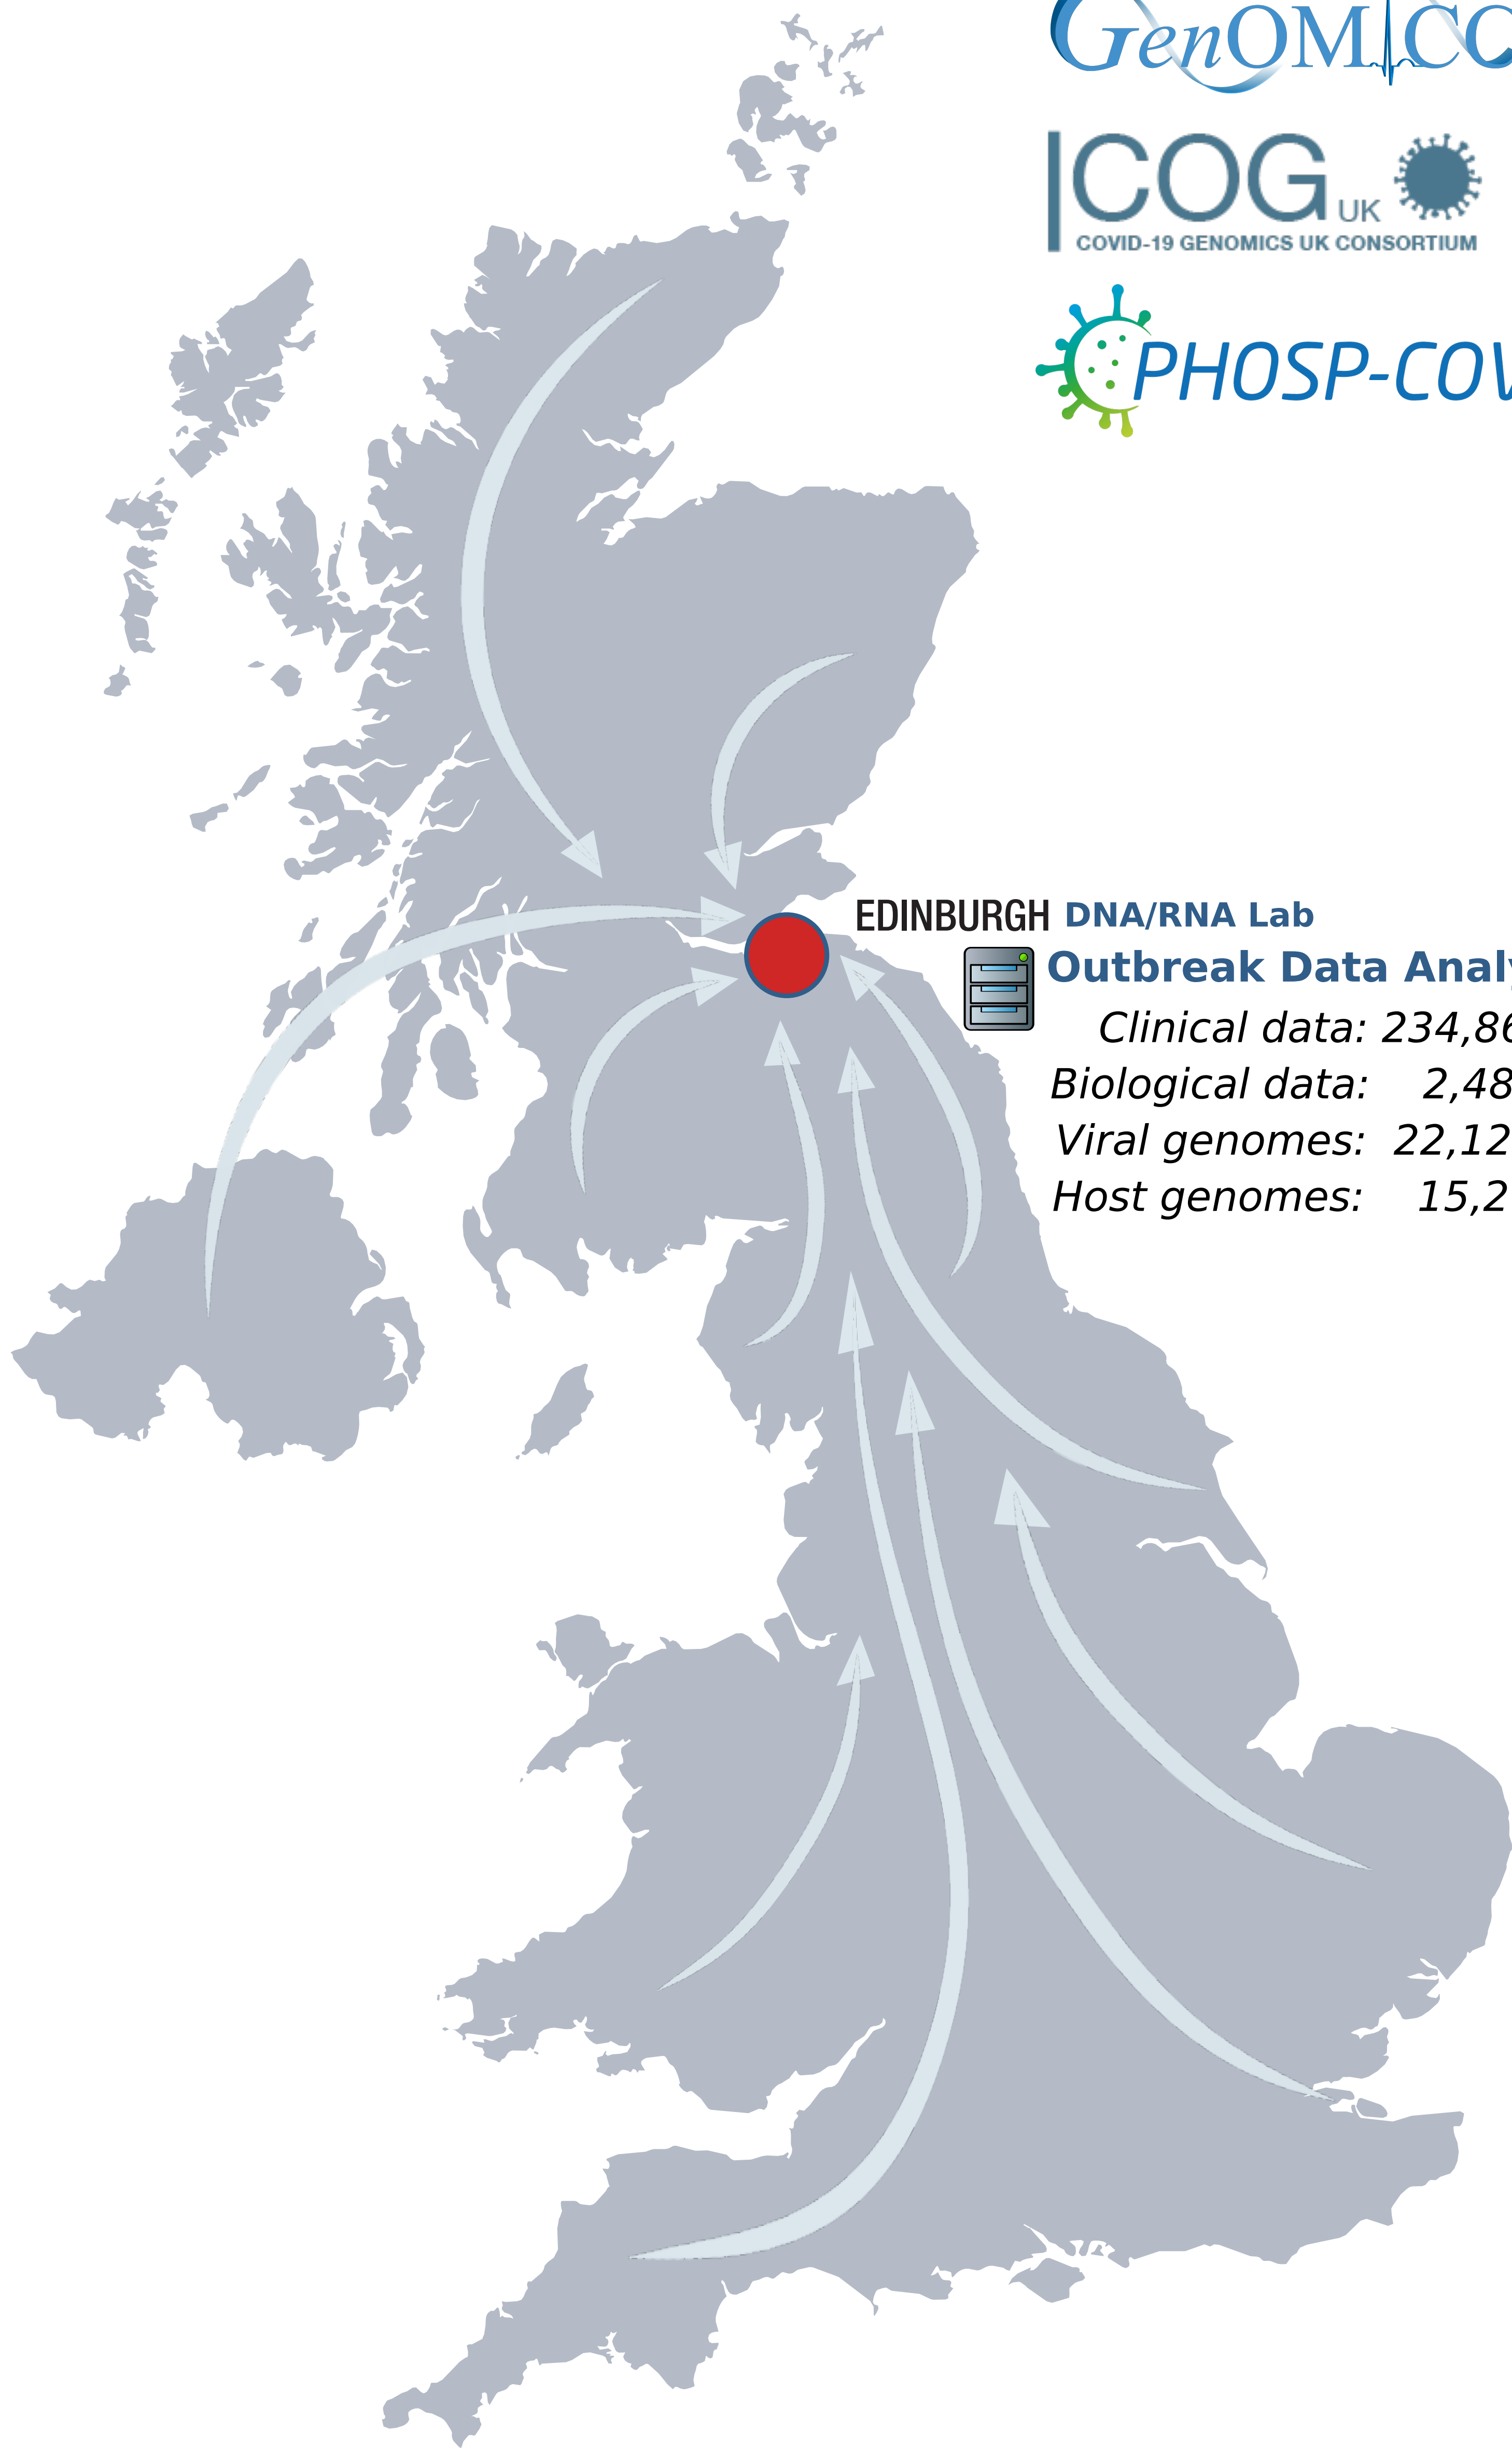 GenOMICC
COG UK
COVID-19 GENOMICS UK CONSORTIUM
PHOSP-COV
EDINBURGH DNA/RNA Lab
Outbreak Data Analy
Clinical data: 234,86
Biological data: 2,48
Viral genomes: 22,12
Host genomes: 15,2